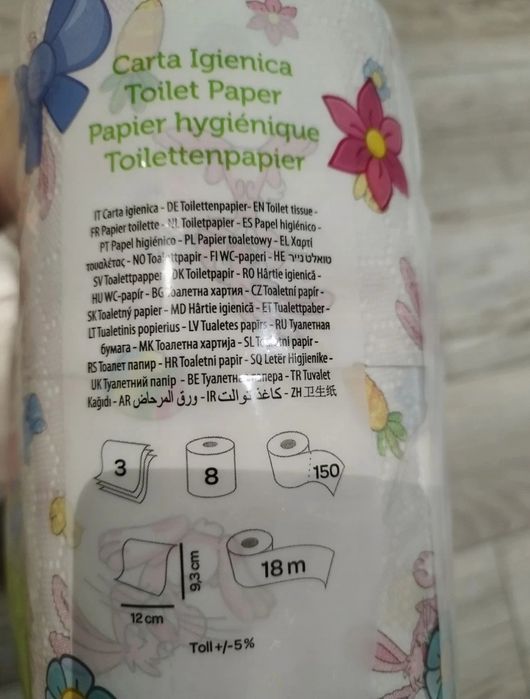 Carta Igienica
Toilet Paper
Papier hygiénique
Toilettenpapier
IT Carta igienica - DE Toilettenpapier- EN Toilet tissue -
FR Papier toilette - NL Toiletpapier - ES Papel higiénico -
PT Papel higiénico - PL Papier toaletowy - EL Χαρτί
τουαλέτας - NO Toalettpapir - FI WC-paperi - HE טואלט נייר
SV Toalettpapper DK Toiletpapir - RO Hârtie igienică -
HU WC-papír - BG Тоалетна хартия - CZ Toaletní papír -
SK Toaletný papier - MD Hârtie igienică - ET Tualettpaber -
LT Tualetinis popierius - LV Tualetes papīrs - RU Туалетная
бумага - MK Тоалетна хартија - SL Toaletni papir -
RS Тоалет папир - HR Toaletni papir - SQ Letër Higjienike -
UK Туалетний папір - BE Туалетная папера - TR Tuvalet
Kağıdı - AR ورق المرحاض - IR کاغذ توالت - ZH 卫生纸
3
8
150
9,3 cm
18 m
12 cm
Toll +/-5%